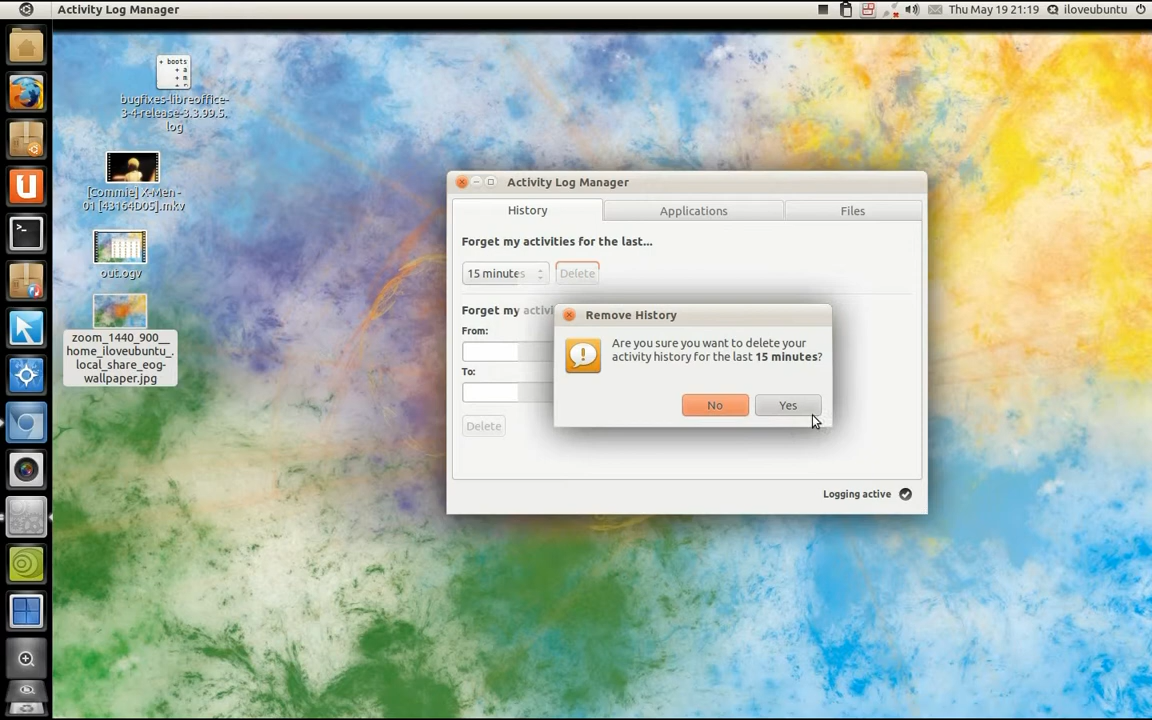 Activity Log Manager
Thu May 19 21:19
iloveubuntu
+ boots
+ a
+ m
bugfixes-libreoffice-
3-4-release-3.3.99.5.
log
[Commie] X-Men -
01 [43164D05].mkv
out.ogv
zoom_1440_900__
home_iloveubuntu_.
local_share_eog-
wallpaper.jpg
Activity Log Manager
History
Applications
Files
Forget my activities for the last...
15 minutes
Delete
Forget my activi
From:
To:
Delete
Logging active
Remove History
Are you sure you want to delete your
activity history for the last 15 minutes?
No
Yes